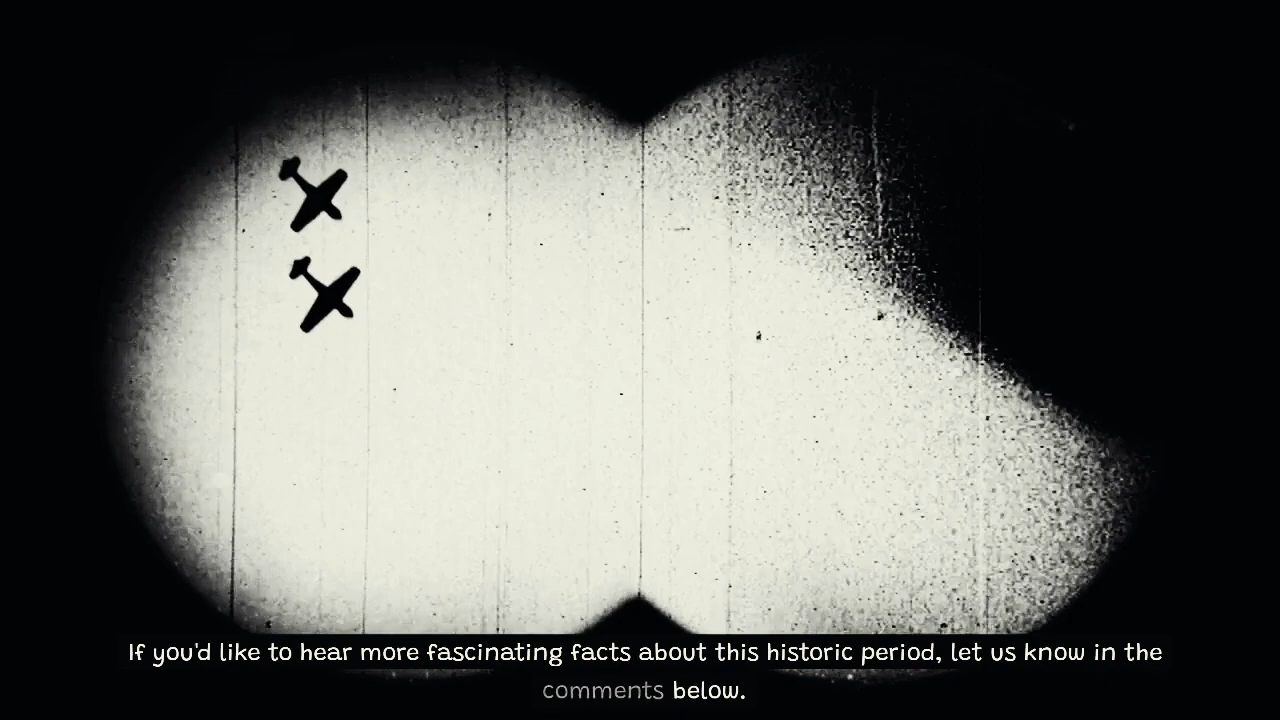 If you'd like to hear more fascinating facts about this historic period, let us know in the
comments below.